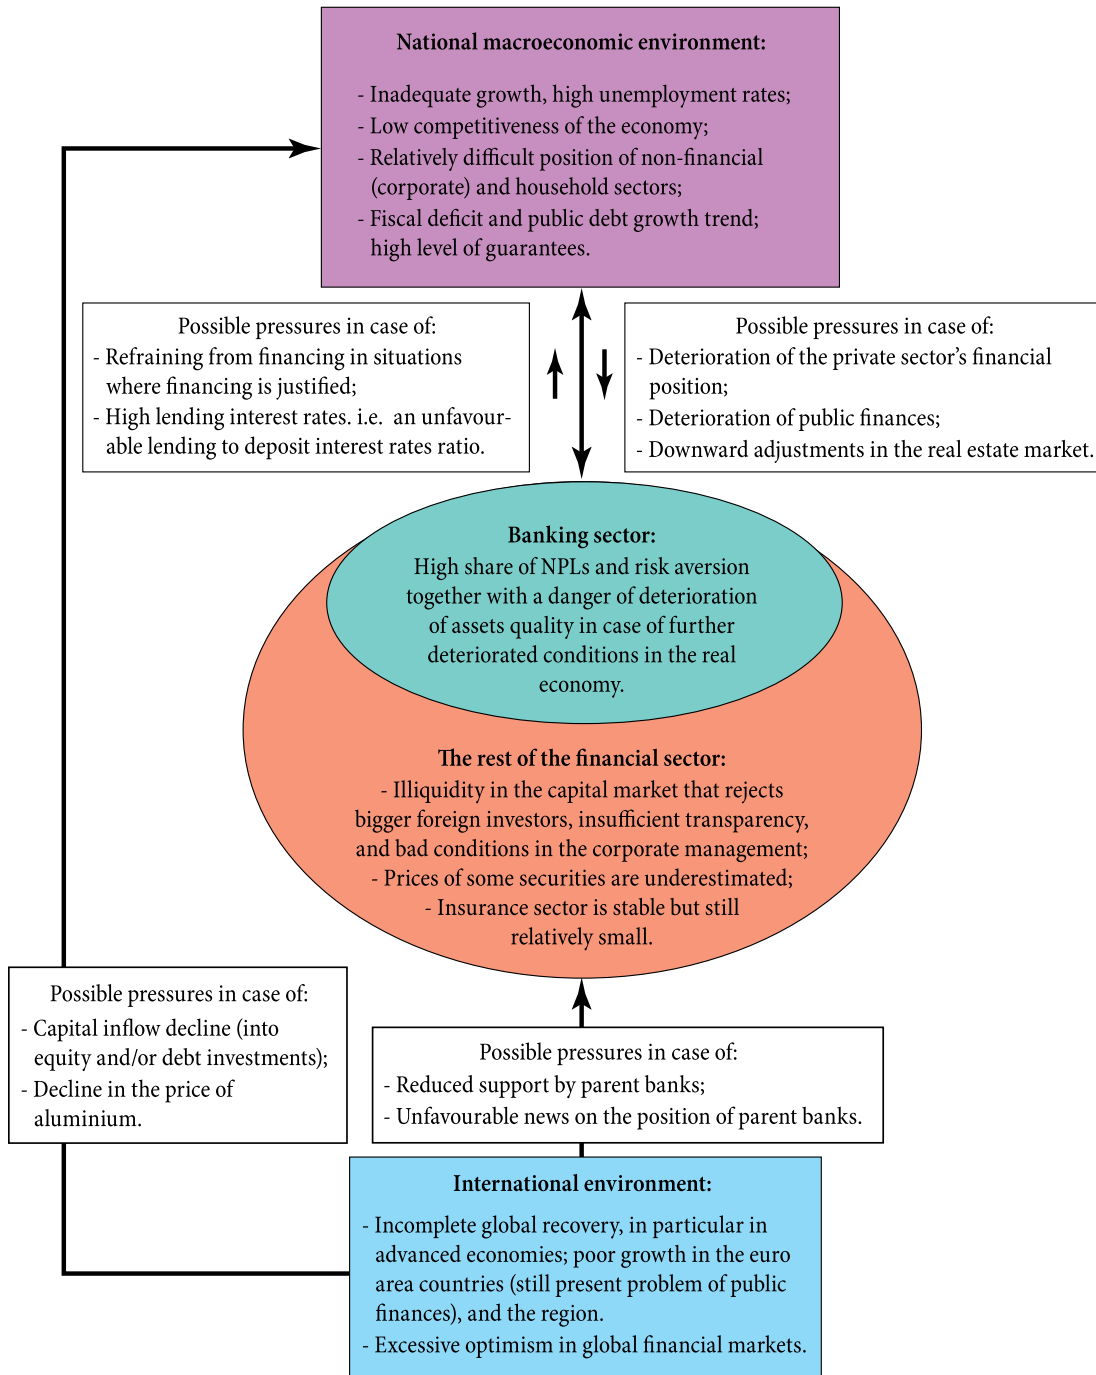 National macroeconomic environment:
- Inadequate growth, high unemployment rates;
- Low competitiveness of the economy;
- Relatively difficult position of non-financial
(corporate) and household sectors;
- Fiscal deficit and public debt growth trend;
high level of guarantees.
Possible pressures in case of:
- Refraining from financing in situations
where financing is justified;
- High lending interest rates. i.e. an unfavour-
able lending to deposit interest rates ratio.
Possible pressures in case of:
- Deterioration of the private sector's financial
position;
- Deterioration of public finances;
- Downward adjustments in the real estate market.
Banking sector:
High share of NPLs and risk aversion
together with a danger of deterioration
of assets quality in case of further
deteriorated conditions in the real
economy.
The rest of the financial sector:
- Illiquidity in the capital market that rejects
bigger foreign investors, insufficient transparency,
and bad conditions in the corporate management;
- Prices of some securities are underestimated;
- Insurance sector is stable but still
relatively small.
Possible pressures in case of:
- Capital inflow decline (into
equity and/or debt investments);
- Decline in the price of
aluminium.
Possible pressures in case of:
- Reduced support by parent banks;
- Unfavourable news on the position of parent banks.
International environment:
- Incomplete global recovery, in particular in
advanced economies; poor growth in the euro
area countries (still present problem of public
finances), and the region.
- Excessive optimism in global financial markets.